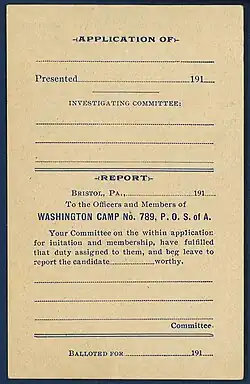 APPLICATION OF
Presented 191
INVESTIGATING COMMITTEE:
REPORT
BRISTOL, PA., 191
To the Officers and Members of
WASHINGTON CAMP No. 789, P. O. S. of A.
Your Committee on the within application
for initation and membership, have fulfilled
that duty assigned to them, and beg leave to
report the candidate worthy.
Committee
BALLOTED FOR 191